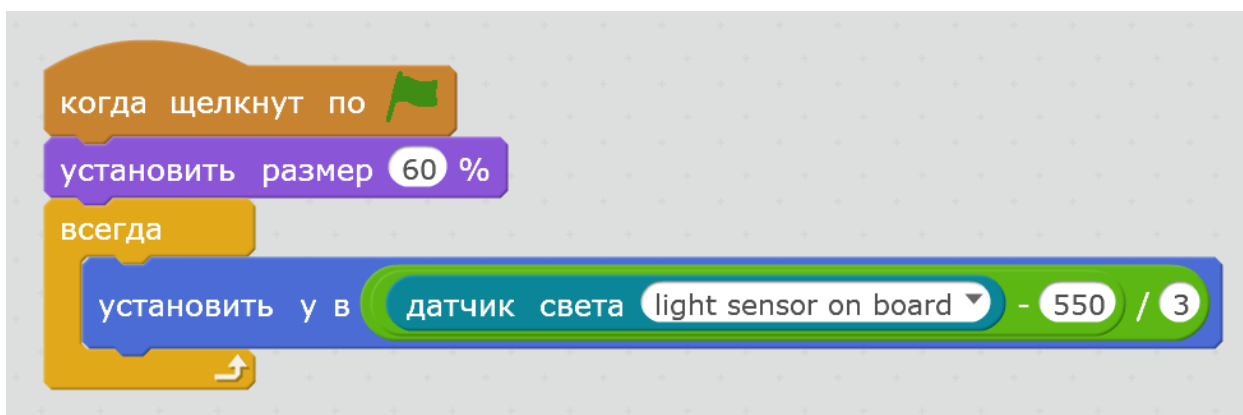 когда щелкнут по
установить размер 60 %
всегда
установить y в датчик света light sensor on board - 550 / 3